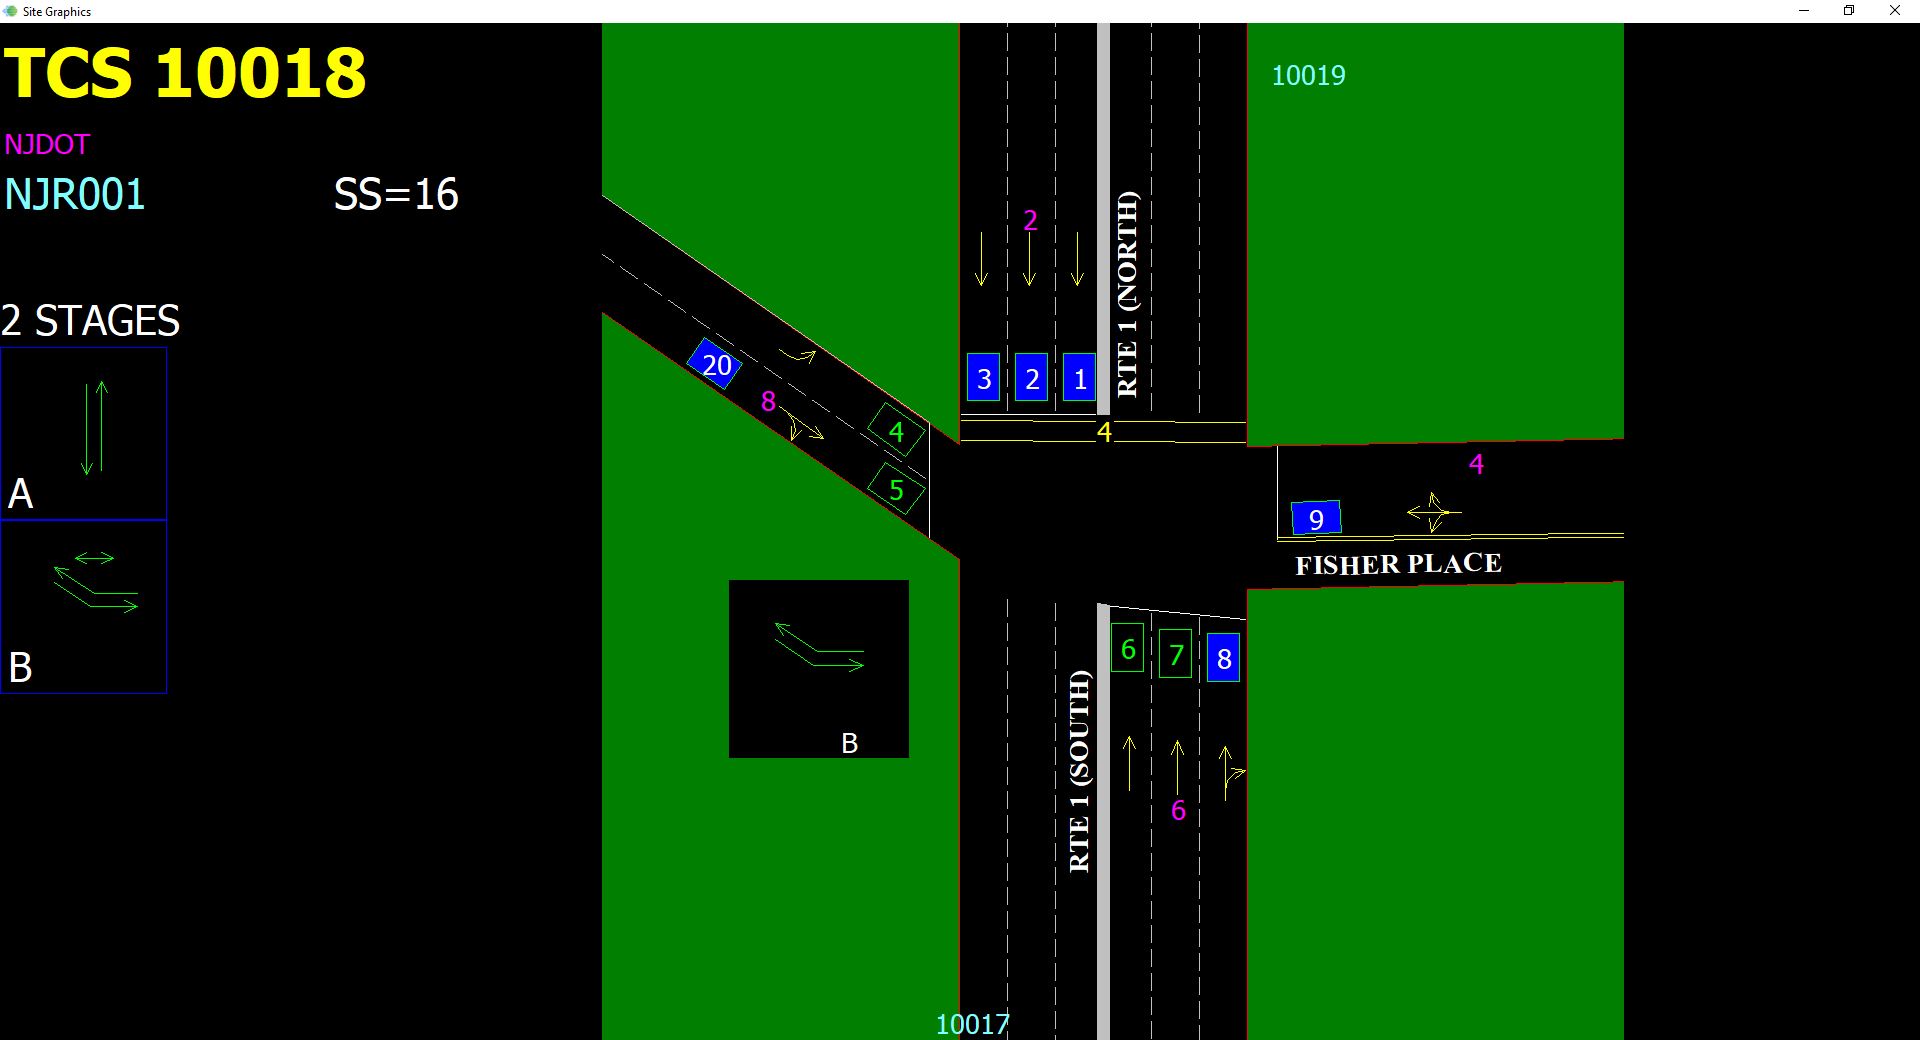 Site Graphics
TCS 10018
NJDOT
NJR001
SS=16
2 STAGES
A
B
10019
2
RTE 1 (NORTH)
3
2
1
20
8
4
5
4
4
9
FISHER PLACE
B
6
7
8
RTE 1 (SOUTH)
6
10017